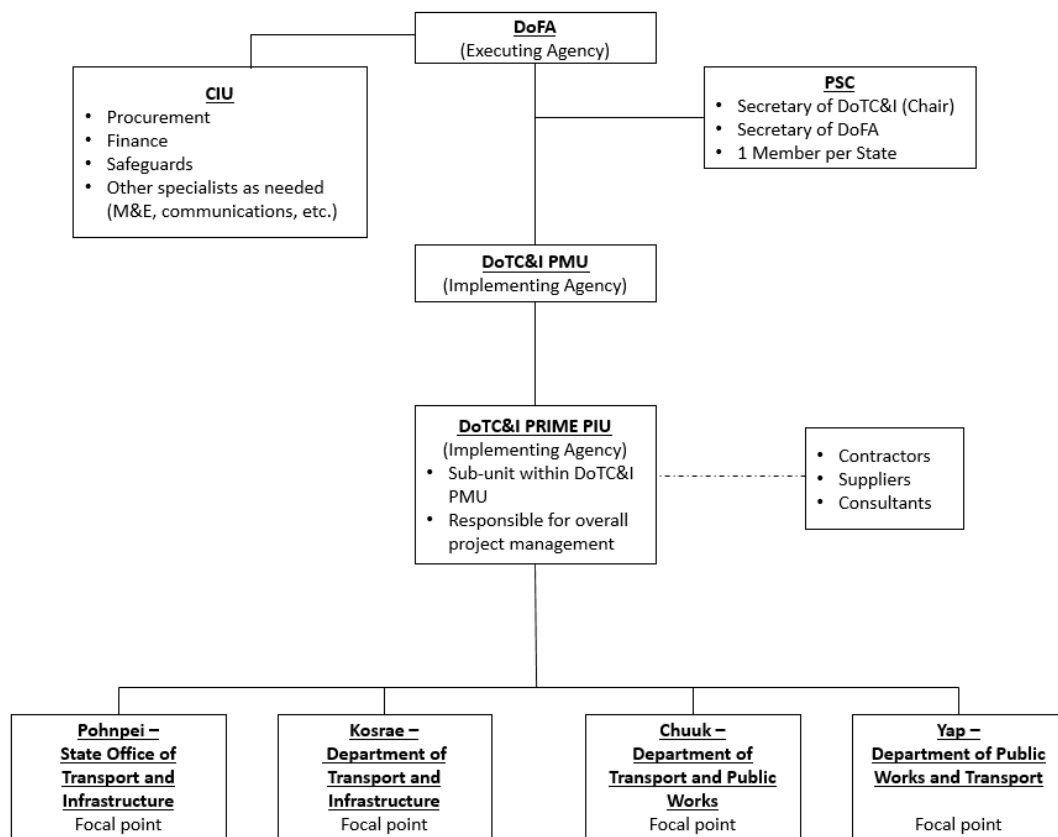 DoFA
(Executing Agency)
CIU
• Procurement
• Finance
• Safeguards
• Other specialists as needed
(M&E, communications, etc.)
PSC
• Secretary of DoTC&I (Chair)
• Secretary of DoFA
• 1 Member per State
DoTC&I PMU
(Implementing Agency)
DoTC&I PRIME PIU
(Implementing Agency)
• Sub-unit within DoTC&I
PMU
• Responsible for overall
project management
• Contractors
• Suppliers
• Consultants
Pohnpei –
State Office of
Transport and
Infrastructure
Focal point
Kosrae –
Department of
Transport and
Infrastructure
Focal point
Chuuk –
Department of
Transport and Public
Works
Focal point
Yap –
Department of Public
Works and Transport
Focal point